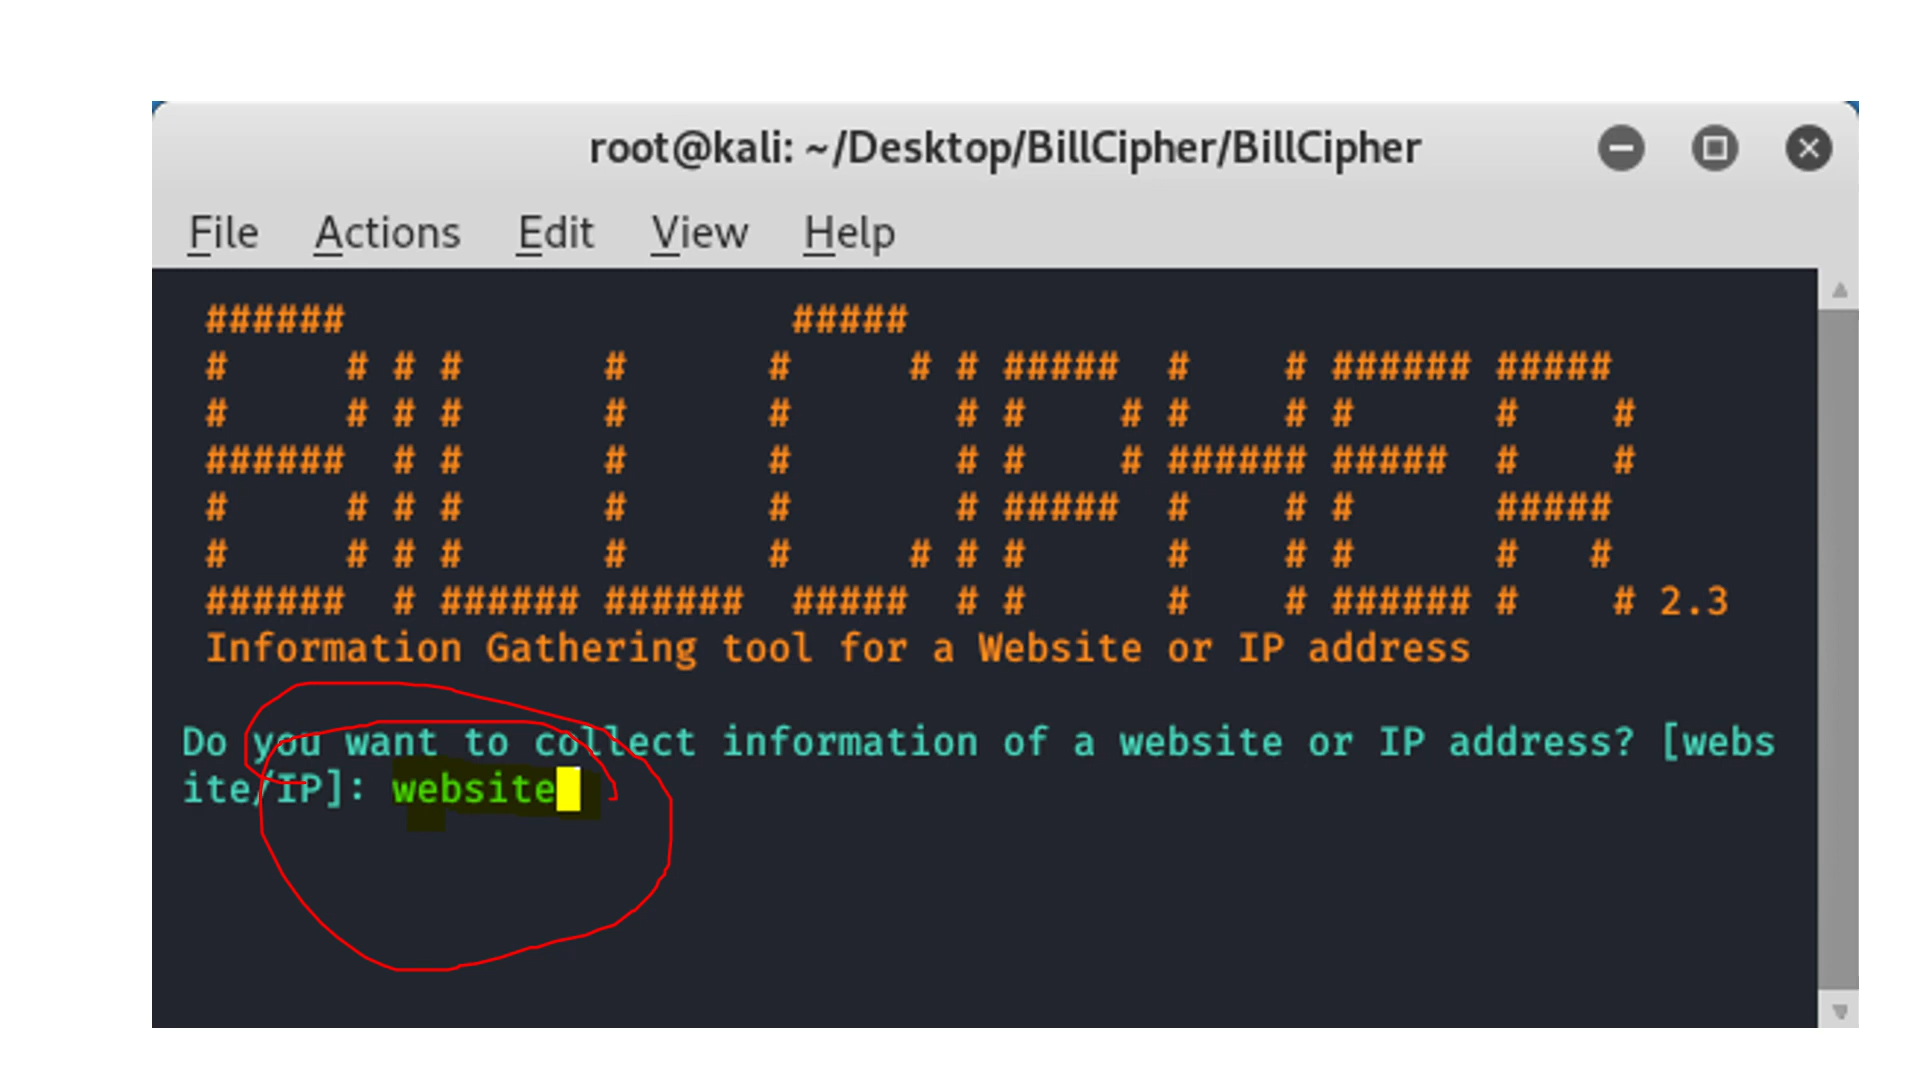 root@kali: ~/Desktop/BillCipher/BillCipher
File Actions Edit View Help
BILLCIPHER 2.3
Information Gathering tool for a Website or IP address
Do you want to collect information of a website or IP address? [webs
ite/IP]: website